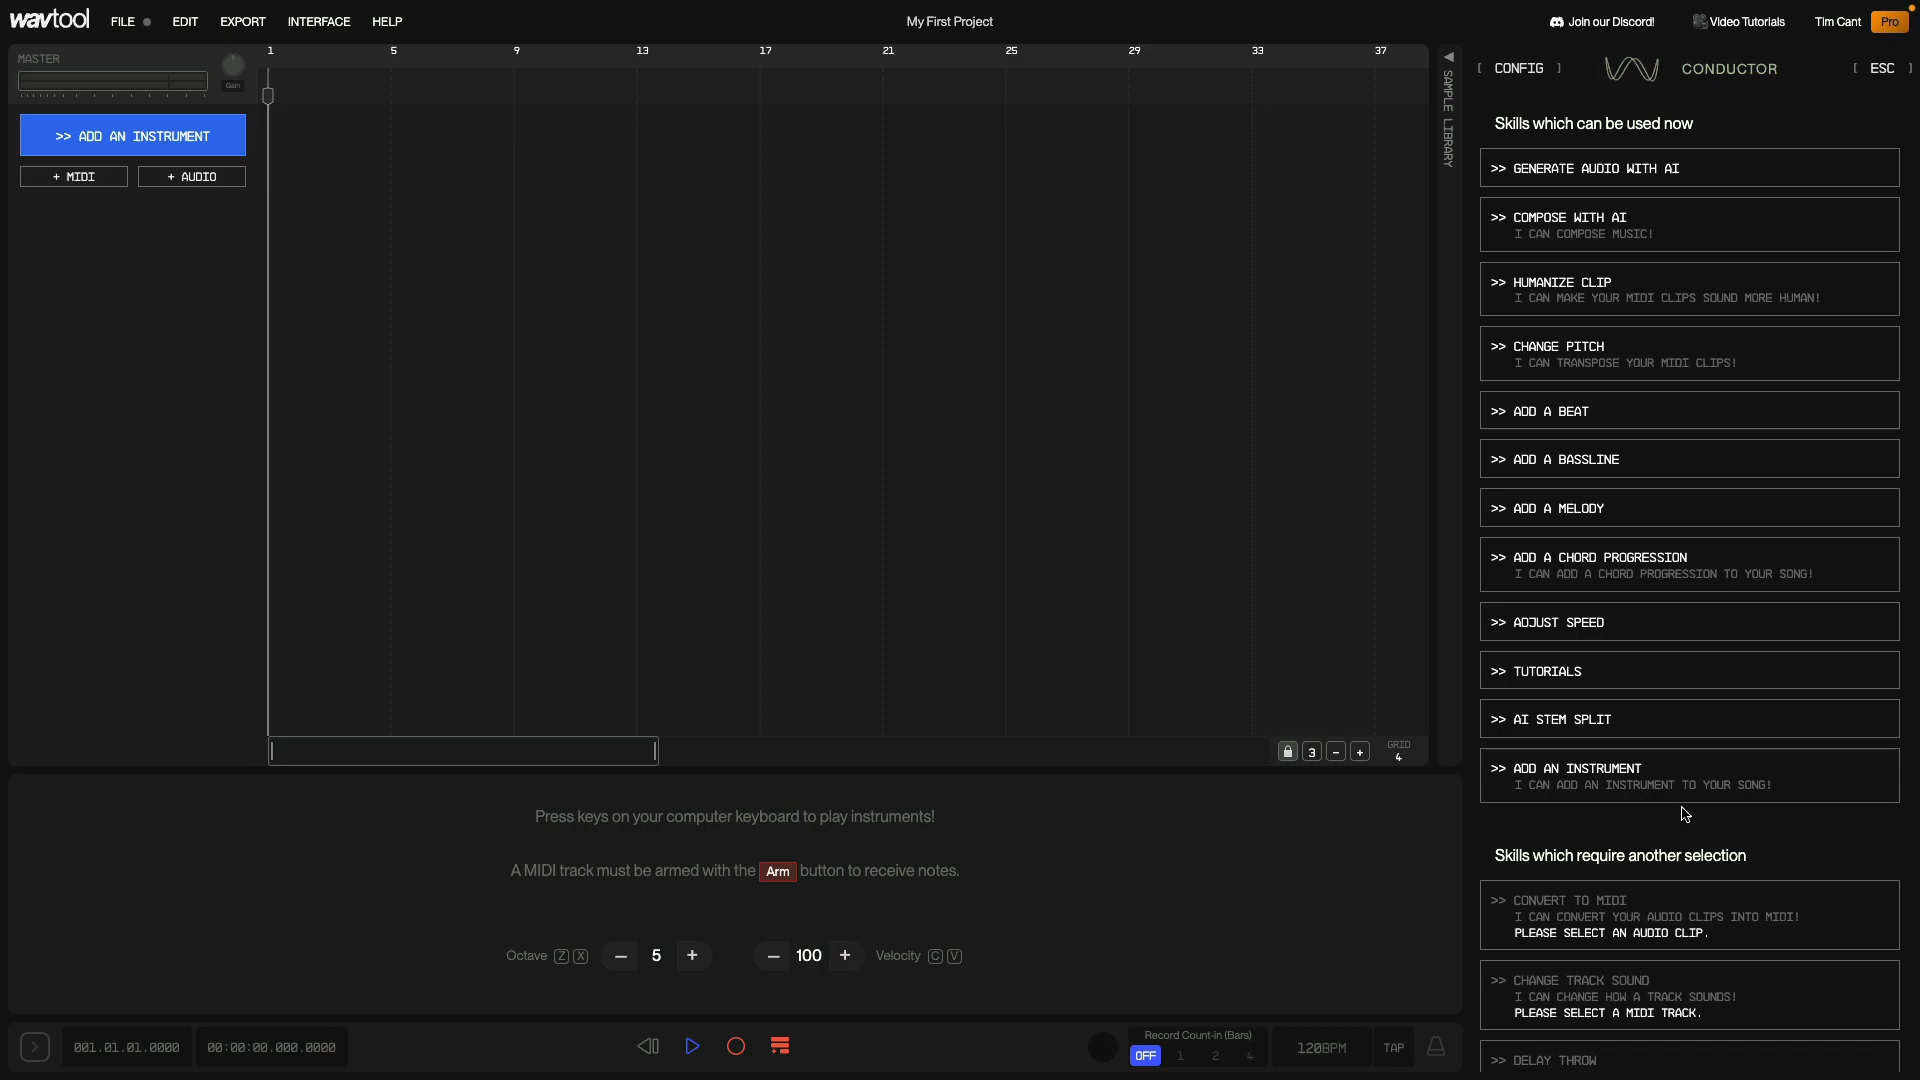 wavtool FILE EDIT EXPORT INTERFACE HELP My First Project Join our Discord! Video Tutorials Tim Cant Pro
MASTER
Gain
>> ADD AN INSTRUMENT
+ MIDI + AUDIO
1 5 9 13 17 21 25 29 33 37
SAMPLE LIBRARY
3 - + GRID
4
Press keys on your computer keyboard to play instruments!
A MIDI track must be armed with the Arm button to receive notes.
Octave Z X – 5 + – 100 + Velocity C V
001.01.01.0000 00:00:00.000.0000
Record Count-in (Bars)
OFF 1 2 4
120BPM TAP
[ CONFIG ] CONDUCTOR [ ESC ]
Skills which can be used now
>> GENERATE AUDIO WITH AI
>> COMPOSE WITH AI
I CAN COMPOSE MUSIC!
>> HUMANIZE CLIP
I CAN MAKE YOUR MIDI CLIPS SOUND MORE HUMAN!
>> CHANGE PITCH
I CAN TRANSPOSE YOUR MIDI CLIPS!
>> ADD A BEAT
>> ADD A BASSLINE
>> ADD A MELODY
>> ADD A CHORD PROGRESSION
I CAN ADD A CHORD PROGRESSION TO YOUR SONG!
>> ADJUST SPEED
>> TUTORIALS
>> AI STEM SPLIT
>> ADD AN INSTRUMENT
I CAN ADD AN INSTRUMENT TO YOUR SONG!
Skills which require another selection
>> CONVERT TO MIDI
I CAN CONVERT YOUR AUDIO CLIPS INTO MIDI!
PLEASE SELECT AN AUDIO CLIP.
>> CHANGE TRACK SOUND
I CAN CHANGE HOW A TRACK SOUNDS!
PLEASE SELECT A MIDI TRACK.
>> DELAY THROW